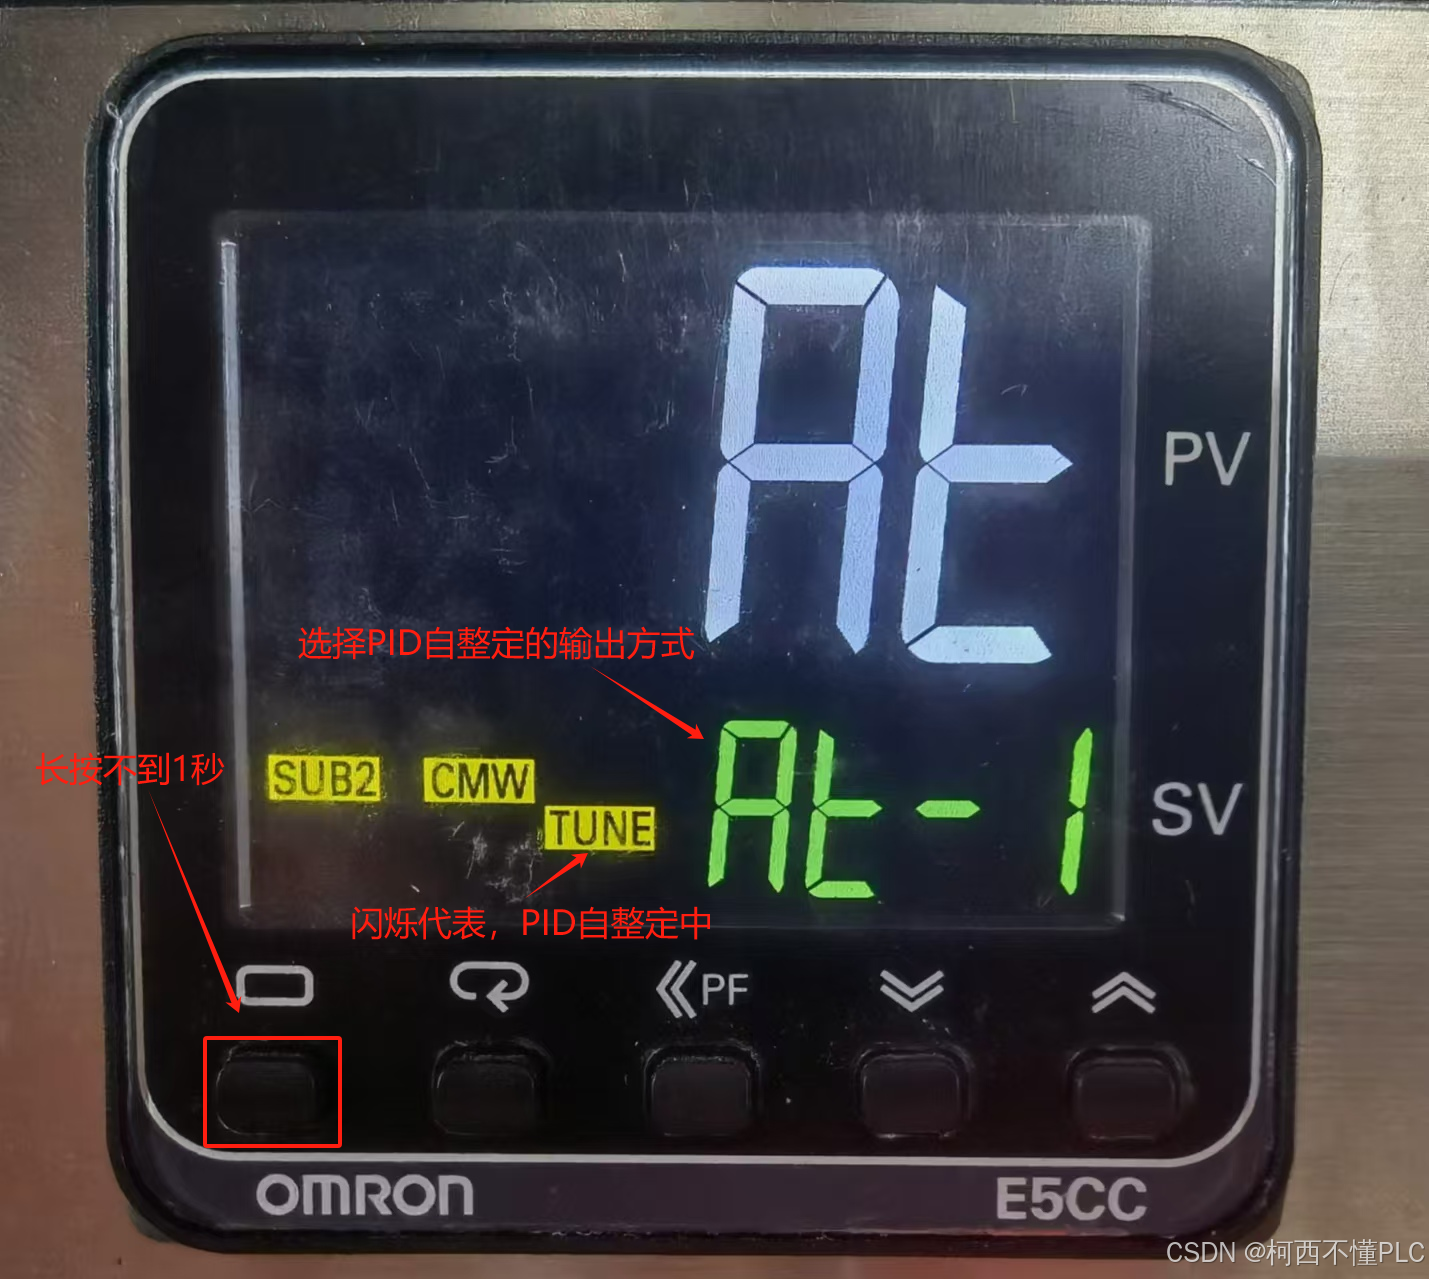 At
PV
选择PID自整定的输出方式
At-1
SV
长按不到1秒
SUB2 CMW
TUNE
闪烁代表，PID自整定中
PF
OMRON
E5CC
CSDN @柯西不懂PLC